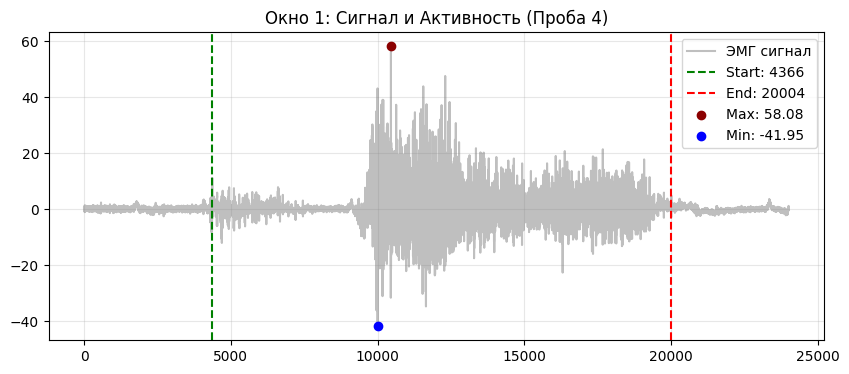 Окно 1: Сигнал и Активность (Проба 4)
60
40
20
0
−20
−40
0
5000
10000
15000
20000
25000
ЭМГ сигнал
Start: 4366
End: 20004
Max: 58.08
Min: -41.95